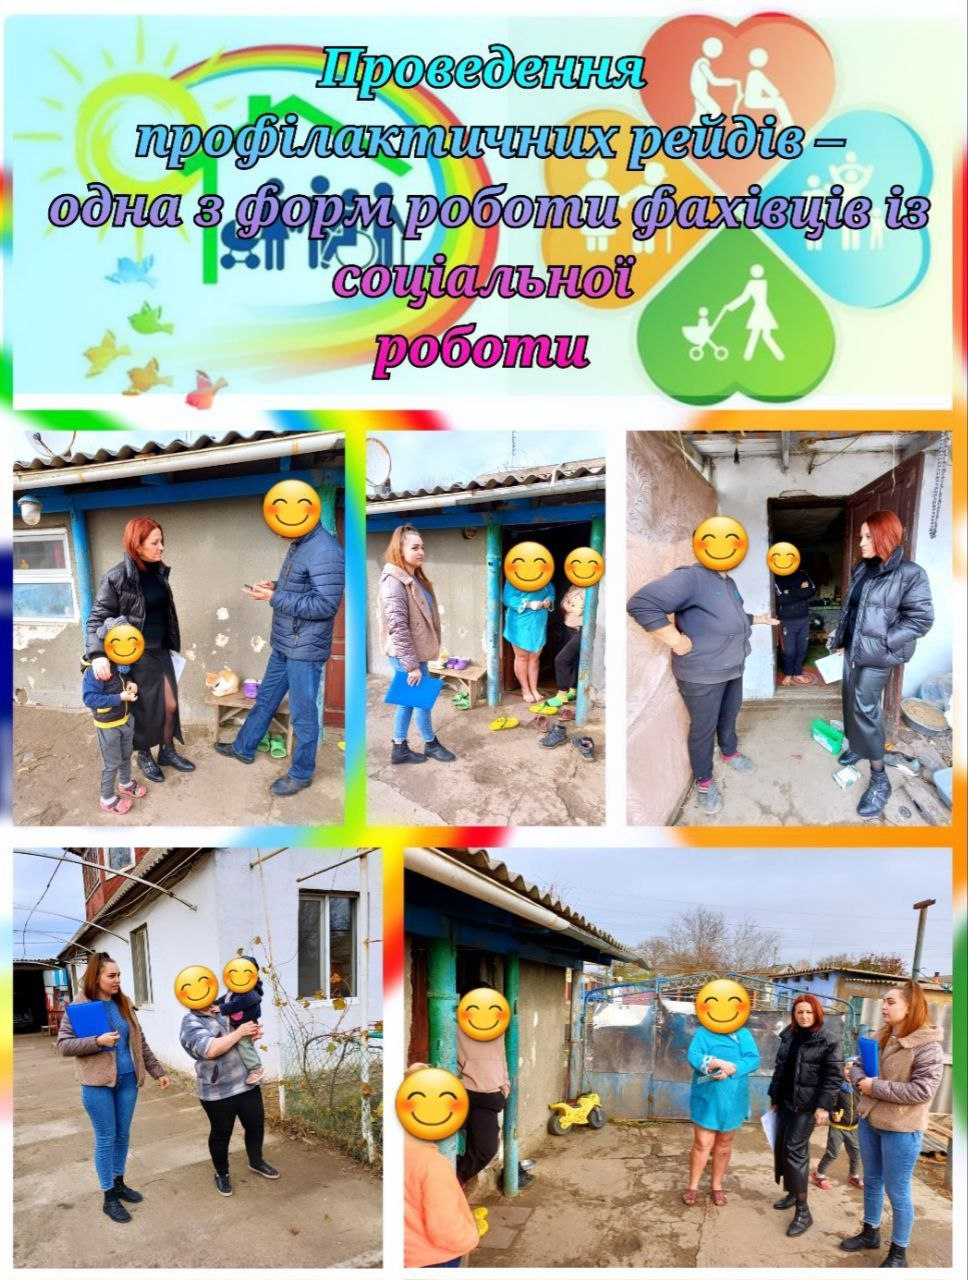 Проведення
профілактичних рейдів –
одна з форм роботи фахівців із
соціальної
роботи